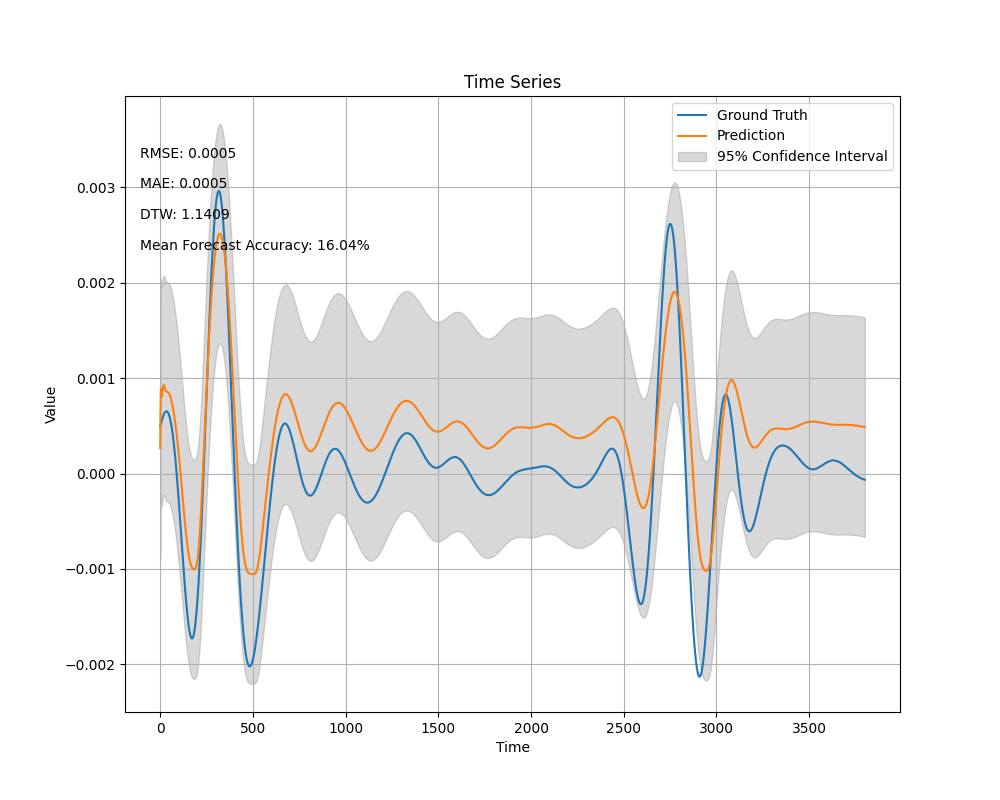 Time Series
Ground Truth
Prediction
95% Confidence Interval
RMSE: 0.0005
MAE: 0.0005
DTW: 1.1409
Mean Forecast Accuracy: 16.04%
0.003
0.002
0.001
0.000
−0.001
−0.002
Value
0 500 1000 1500 2000 2500 3000 3500
Time